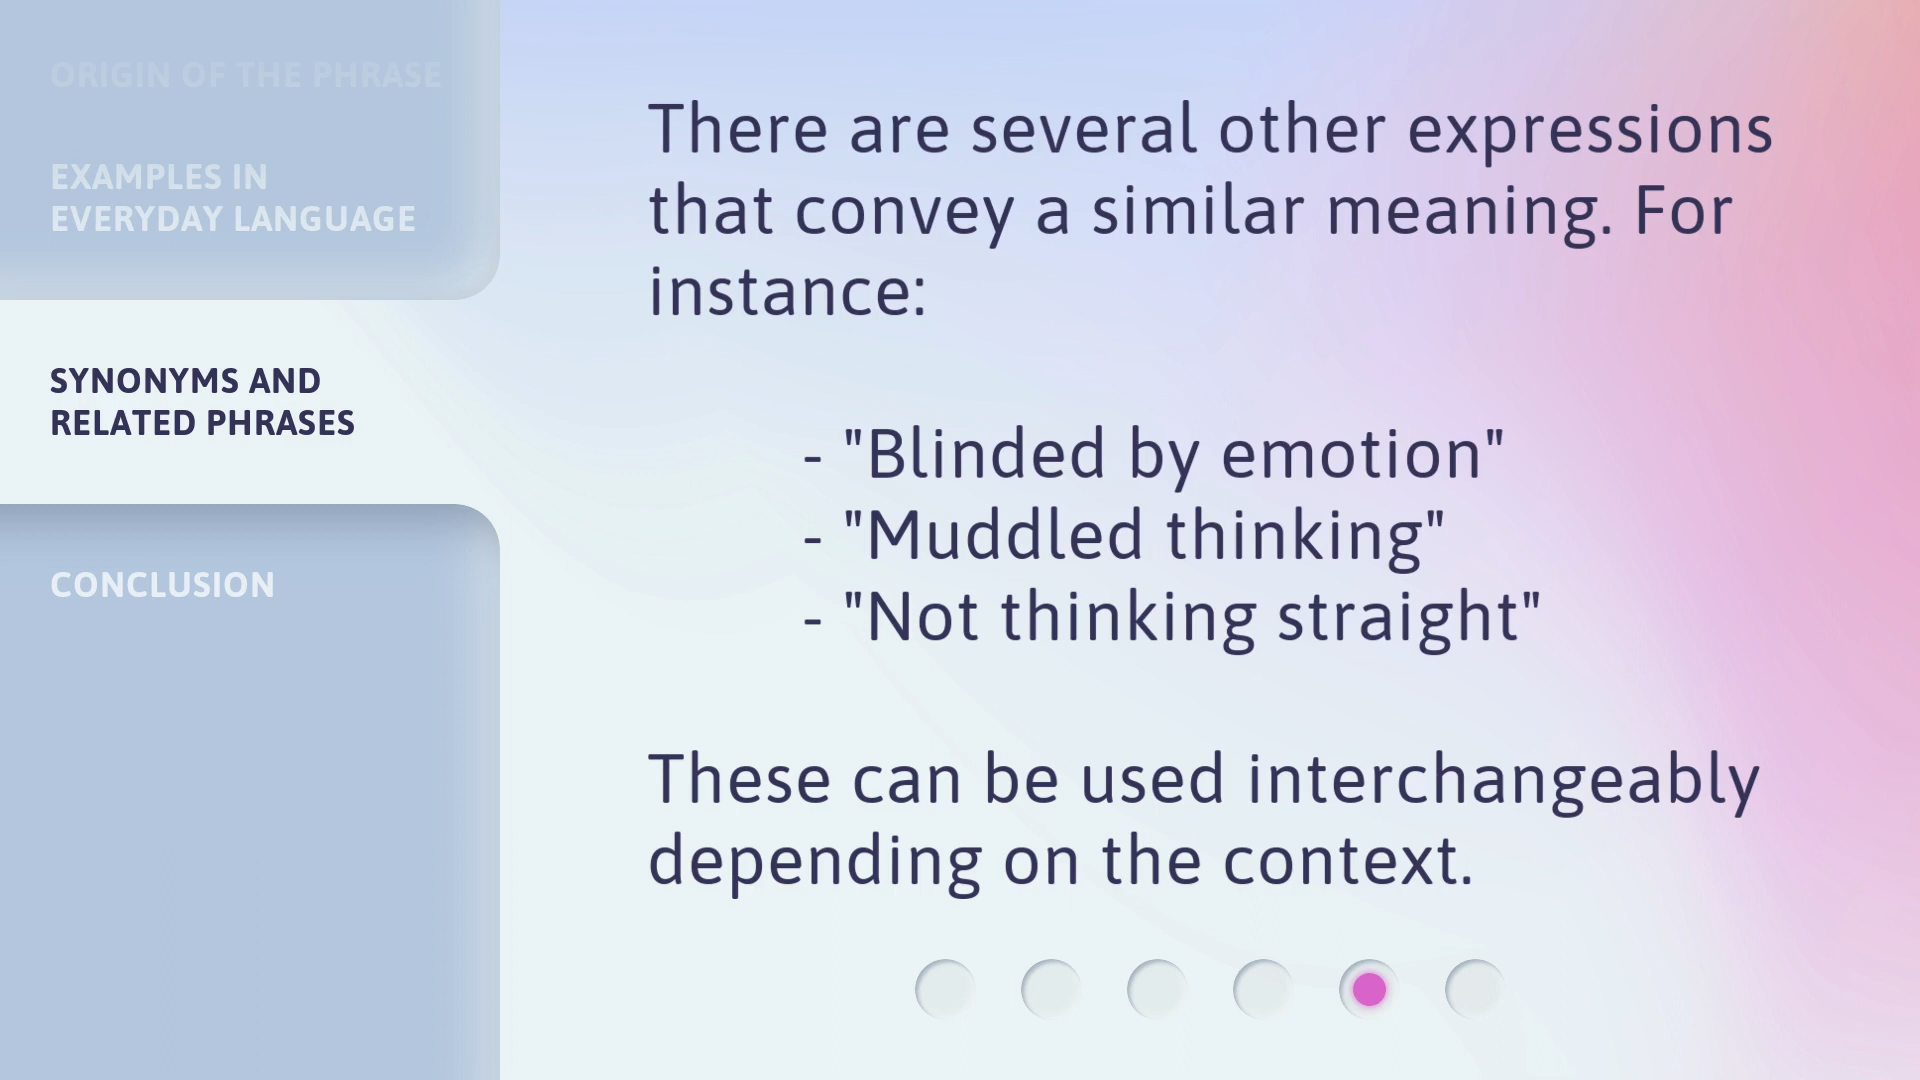 ORIGIN OF THE PHRASE
EXAMPLES IN
EVERYDAY LANGUAGE
SYNONYMS AND
RELATED PHRASES
CONCLUSION
There are several other expressions
that convey a similar meaning. For
instance:
- "Blinded by emotion"
- "Muddled thinking"
- "Not thinking straight"
These can be used interchangeably
depending on the context.